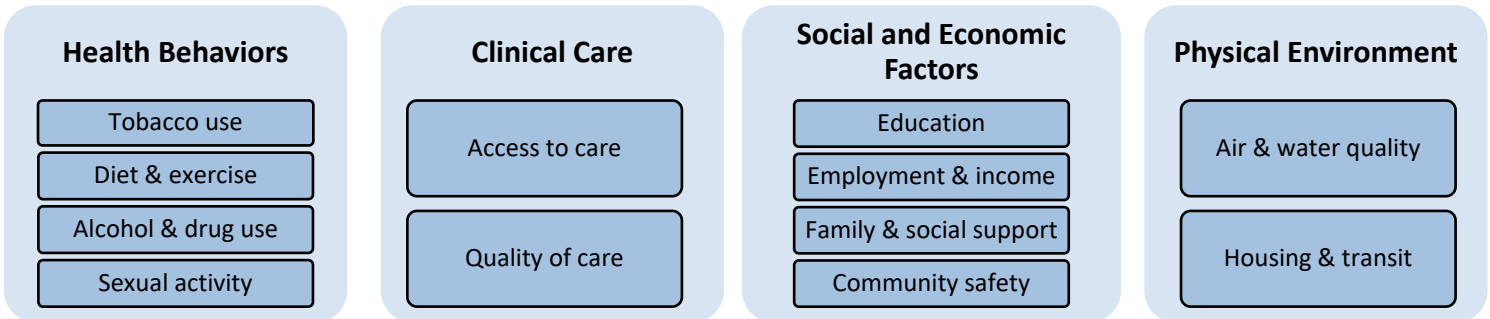 Health Behaviors
Tobacco use
Diet & exercise
Alcohol & drug use
Sexual activity
Clinical Care
Access to care
Quality of care
Social and Economic
Factors
Education
Employment & income
Family & social support
Community safety
Physical Environment
Air & water quality
Housing & transit